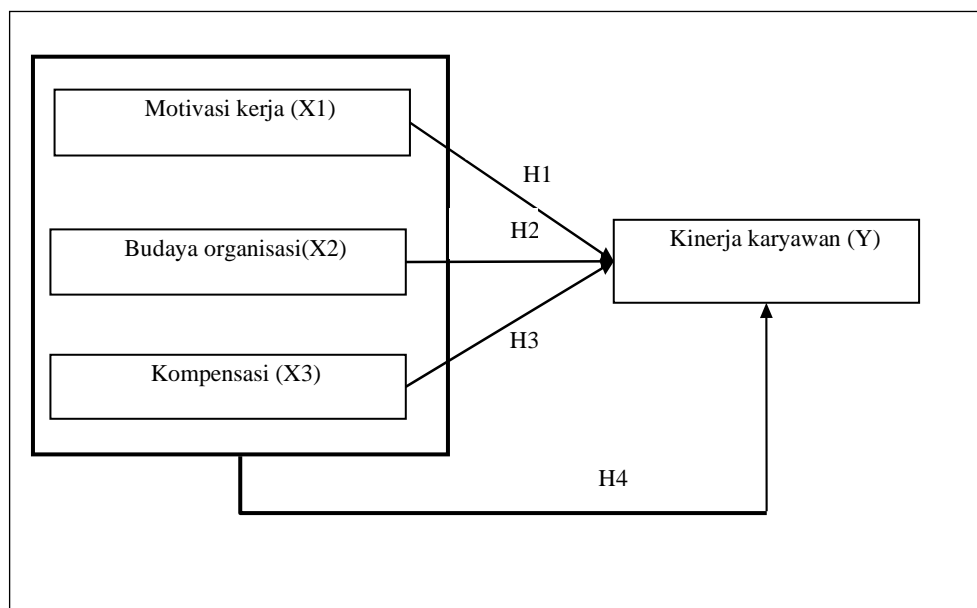 Motivasi kerja (X1)
H1
H2
Budaya organisasi(X2)
Kinerja karyawan (Y)
H3
Kompensasi (X3)
H4